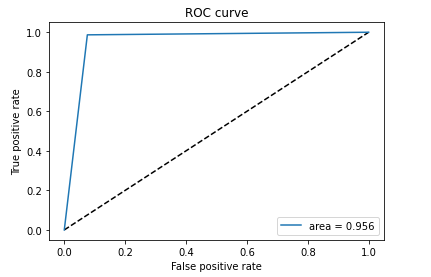 ROC curve
True positive rate
1.0
0.8
0.6
0.4
0.2
0.0
area = 0.956
0.0 0.2 0.4 0.6 0.8 1.0
False positive rate